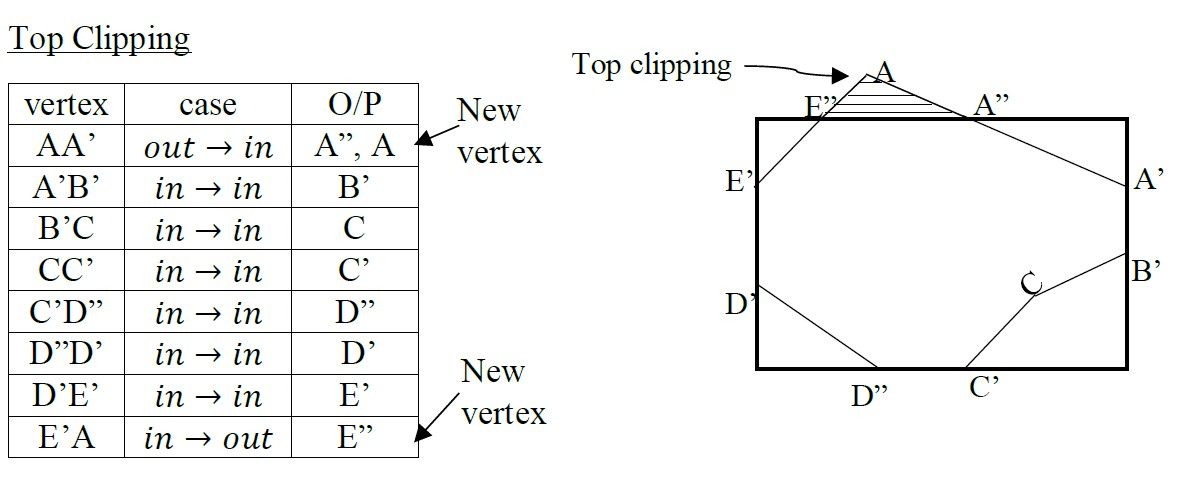 Top Clipping
vertex case O/P
AA’ out → in A”, A
A’B’ in → in B’
B’C in → in C
CC’ in → in C’
C’D” in → in D”
D”D’ in → in D’
D’E’ in → in E’
E’A in → out E”
New
vertex
New
vertex
Top clipping
A
E”
A”
E’
A’
B’
C
D’
D”
C’